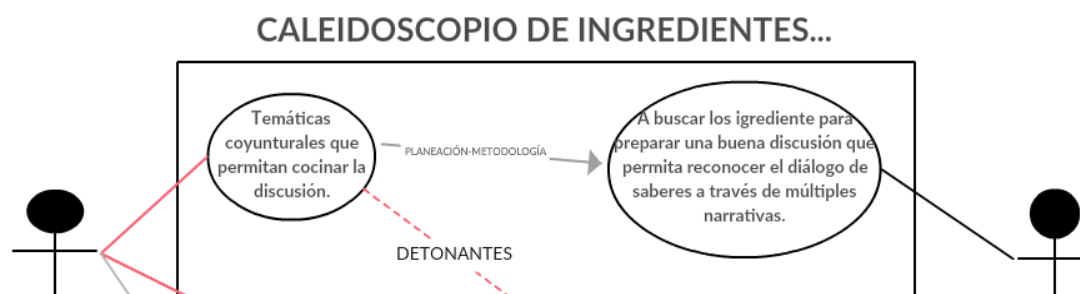 CALEIDOSCOPIO DE INGREDIENTES...
Temáticas
coyunturales que
permitan cocinar la
discusión.
PLANEACIÓN-METODOLOGÍA
A buscar los igrediente para
preparar una buena discusión que
permita reconocer el diálogo de
saberes a través de múltiples
narrativas.
DETONANTES